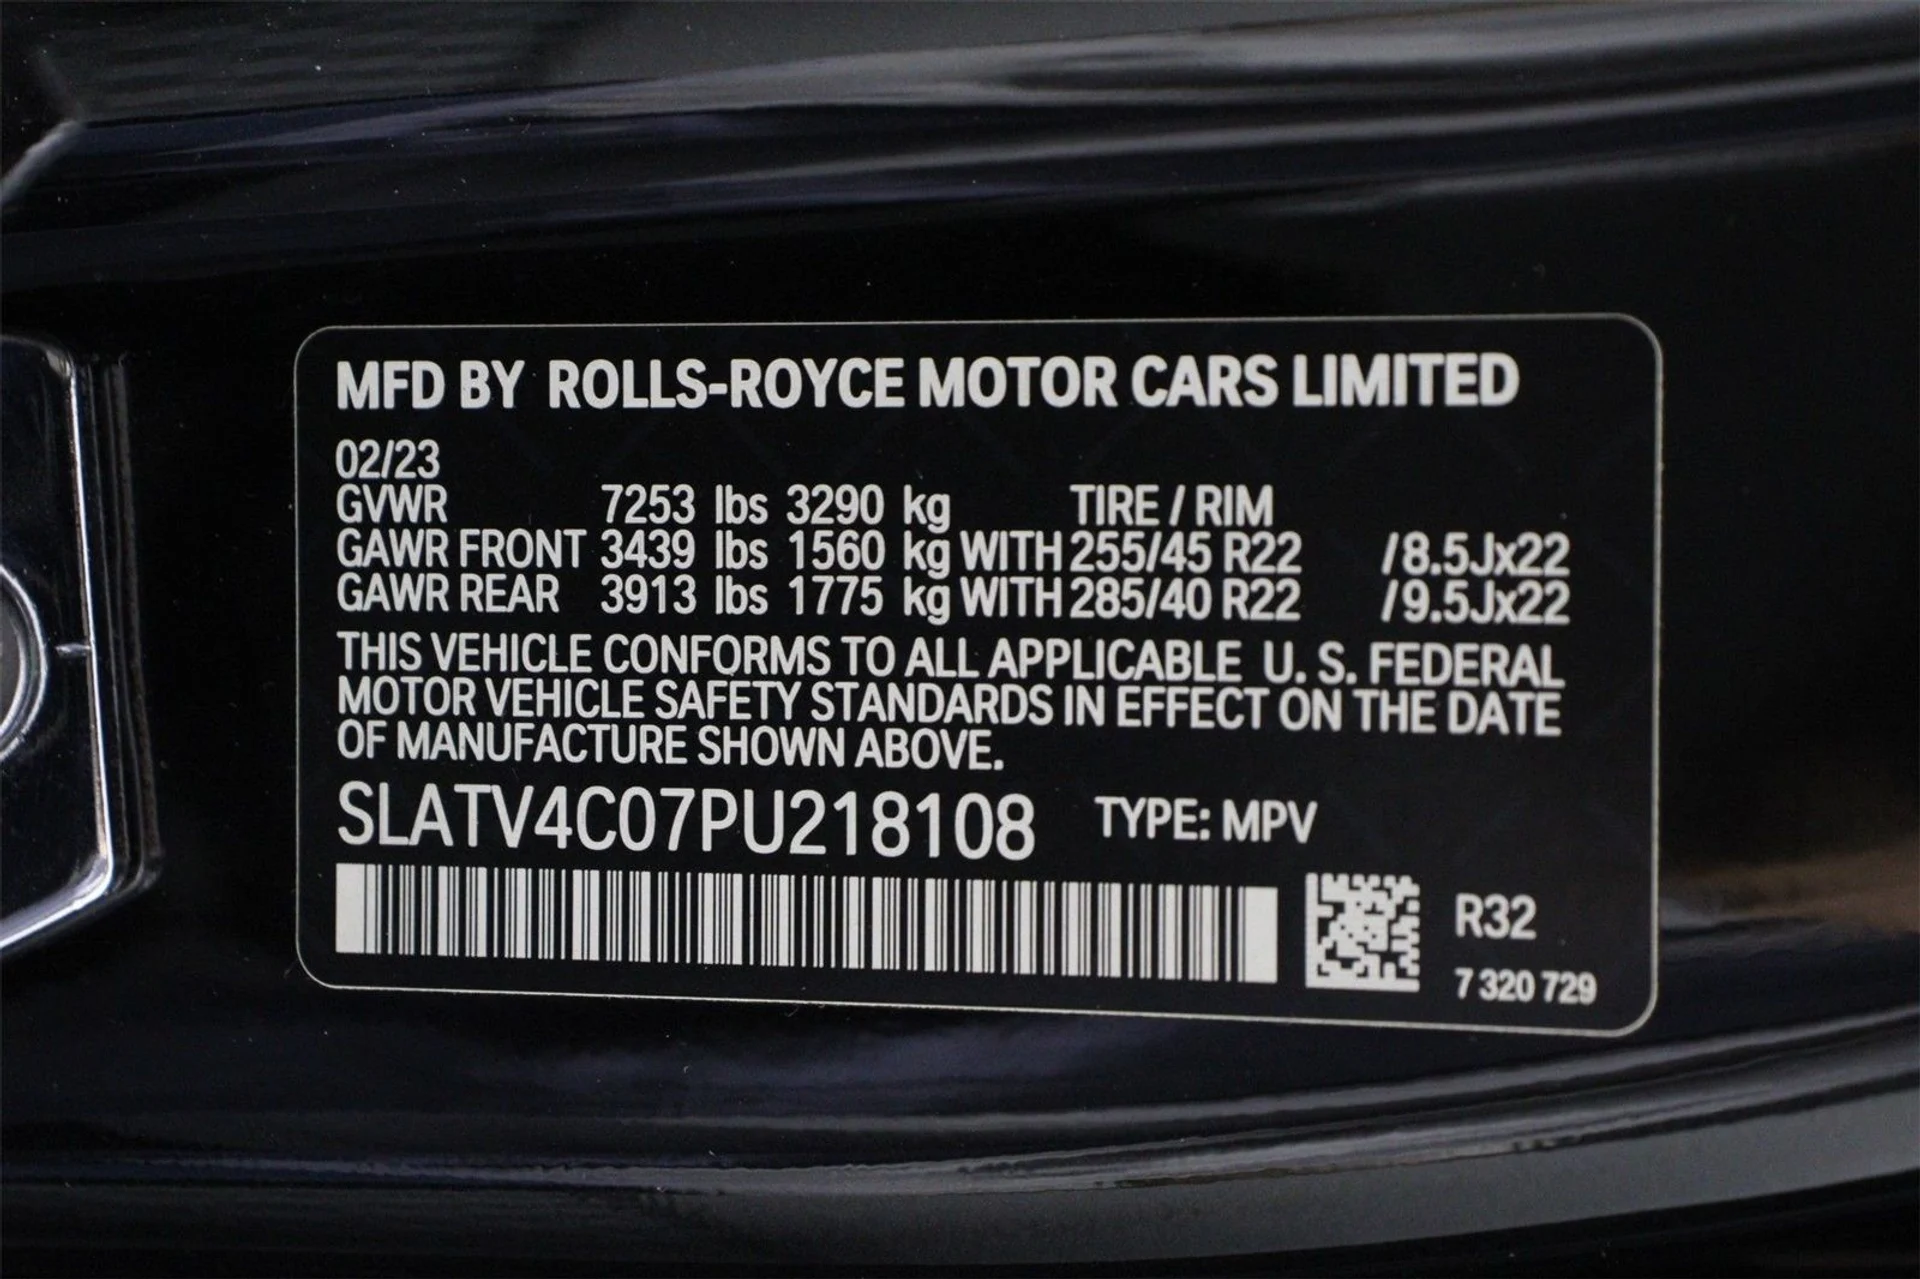 MFD BY ROLLS-ROYCE MOTOR CARS LIMITED
02/23
GVWR 7253 lbs 3290 kg TIRE / RIM
GAWR FRONT 3439 lbs 1560 kg WITH 255/45 R22 /8.5Jx22
GAWR REAR 3913 lbs 1775 kg WITH 285/40 R22 /9.5Jx22
THIS VEHICLE CONFORMS TO ALL APPLICABLE U. S. FEDERAL
MOTOR VEHICLE SAFETY STANDARDS IN EFFECT ON THE DATE
OF MANUFACTURE SHOWN ABOVE.
SLATV4C07PU218108 TYPE: MPV
R32
7 320 729